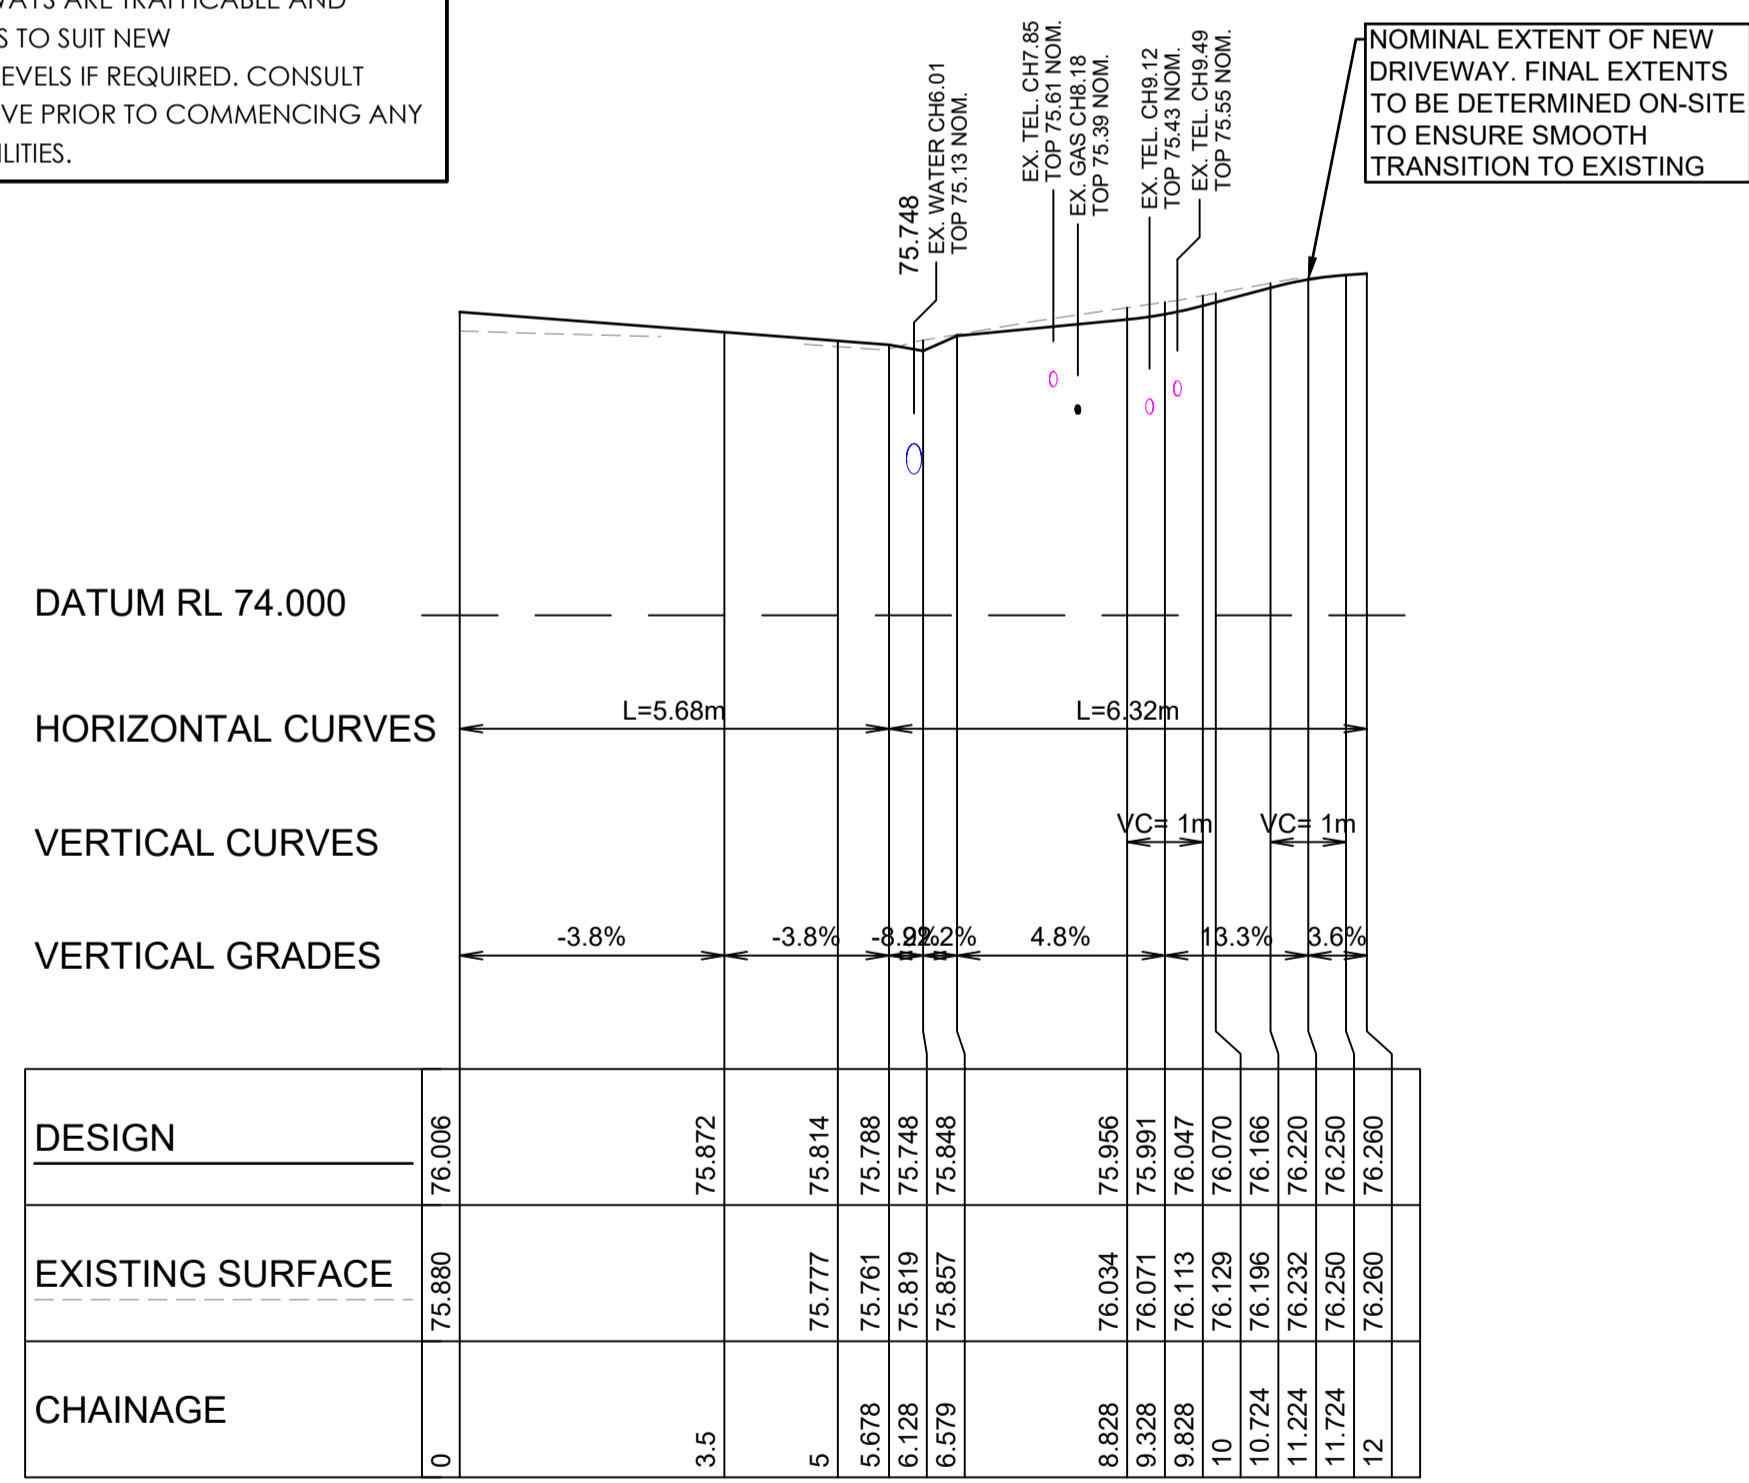 TO SUIT NEW
EVELS IF REQUIRED. CONSULT
VE PRIOR TO COMMENCING ANY
ILITIES.
75.748
EX. WATER CH6.01
TOP 75.13 NOM.
EX. TEL. CH7.85
TOP 75.61 NOM.
EX. GAS CH8.18
TOP 75.39 NOM.
EX. TEL. CH9.12
TOP 75.43 NOM.
EX. TEL. CH9.49
TOP 75.55 NOM.
NOMINAL EXTENT OF NEW
DRIVEWAY. FINAL EXTENTS
TO BE DETERMINED ON-SITE
TO ENSURE SMOOTH
TRANSITION TO EXISTING
DATUM RL 74.000
HORIZONTAL CURVES L=5.68m L=6.32m
VERTICAL CURVES VC= 1m VC= 1m
VERTICAL GRADES -3.8% -3.8% 4.8% 13.3% 3.6%
DESIGN 76.006 75.872 75.814 75.788 75.748 75.848 75.956 75.991 76.047 76.070 76.166 76.220 76.250 76.260
EXISTING SURFACE 75.880 75.777 75.761 75.819 75.857 76.034 76.071 76.113 76.129 76.196 76.232 76.250 76.260
CHAINAGE 0 3.5 5 5.678 6.128 6.579 8.828 9.328 9.828 10 10.724 11.224 11.724 12